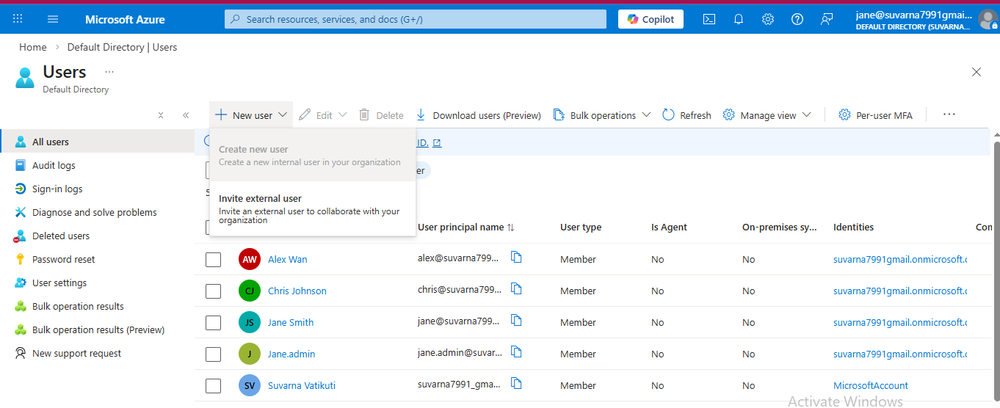 Microsoft Azure
Search resources, services, and docs (G+/)
Copilot
jane@suvarna7991gmai...
DEFAULT DIRECTORY (SUVARNA...
Home > Default Directory | Users
Users ...
Default Directory
New user Edit Delete Download users (Preview) Bulk operations Refresh Manage view Per-user MFA ...
All users
Audit logs
Sign-in logs
Diagnose and solve problems
Deleted users
Password reset
User settings
Bulk operation results
Bulk operation results (Preview)
New support request
ID.
Create new user
Create a new internal user in your organization
er
5
Invite external user
Invite an external user to collaborate with your
organization
User principal name User type Is Agent On-premises sy... Identities Con
AW Alex Wan alex@suvarna799... Member No No suvarna7991gmail.onmicrosoft.c
CJ Chris Johnson chris@suvarna799... Member No No suvarna7991gmail.onmicrosoft.c
JS Jane Smith jane@suvarna799... Member No No suvarna7991gmail.onmicrosoft.c
J Jane.admin jane.admin@suvar... Member No No suvarna7991gmail.onmicrosoft.c
SV Suvarna Vatikuti suvarna7991_gma... Member No No MicrosoftAccount
Activate Windows